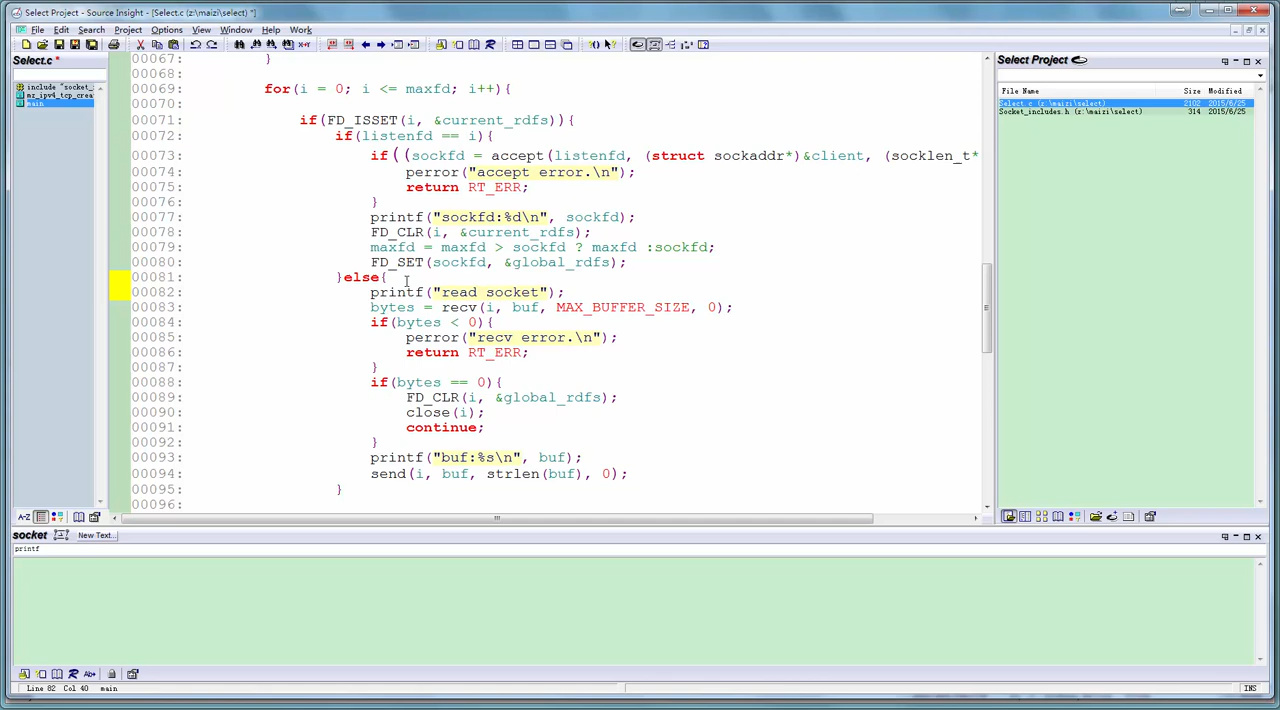 Select Project - Source Insight - [Select.c (z:\maizi\select) *]
File Edit Search Project Options View Window Help Work
Select.c *
include "socket_
mz_ipv4_tcp_crea
main
00067: }
00068:
00069: for(i = 0; i <= maxfd; i++){
00070:
00071: if(FD_ISSET(i, &current_rdfs)){
00072: if(listenfd == i){
00073: if((sockfd = accept(listenfd, (struct sockaddr*)&client, (socklen_t*
00074: perror("accept error.\n");
00075: return RT_ERR;
00076: }
00077: printf("sockfd:%d\n", sockfd);
00078: FD_CLR(i, &current_rdfs);
00079: maxfd = maxfd > sockfd ? maxfd :sockfd;
00080: FD_SET(sockfd, &global_rdfs);
00081: }else{
00082: printf("read socket");
00083: bytes = recv(i, buf, MAX_BUFFER_SIZE, 0);
00084: if(bytes < 0){
00085: perror("recv error.\n");
00086: return RT_ERR;
00087: }
00088: if(bytes == 0){
00089: FD_CLR(i, &global_rdfs);
00090: close(i);
00091: continue;
00092: }
00093: printf("buf:%s\n", buf);
00094: send(i, buf, strlen(buf), 0);
00095: }
00096:
Select Project
File Name Size Modified
Select.c (z:\maizi\select) 2102 2015/6/25
Socket_includes.h (z:\maizi\select) 314 2015/6/25
A-Z
socket New Text...
printf
Line 82 Col 40 main INS